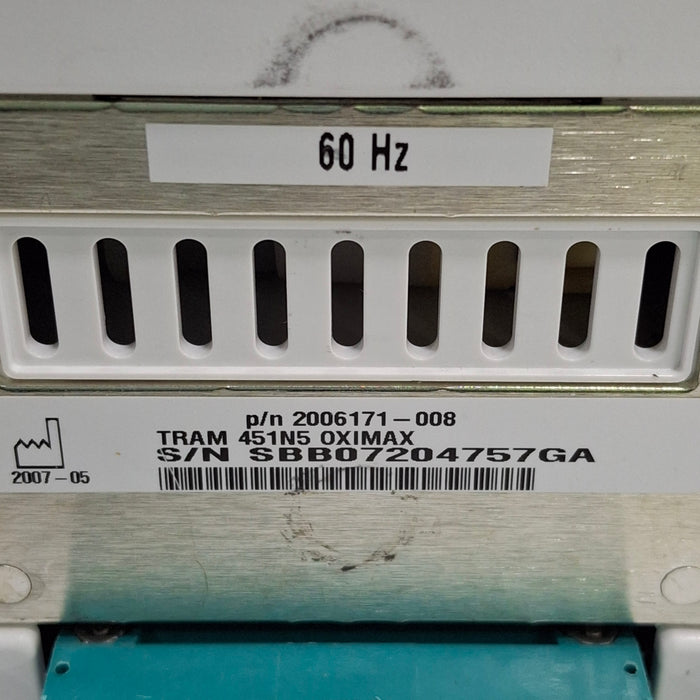 60 Hz
p/n 2006171-008
TRAM 451N5 OXIMAX
S/N SBB07204757GA
2007-05